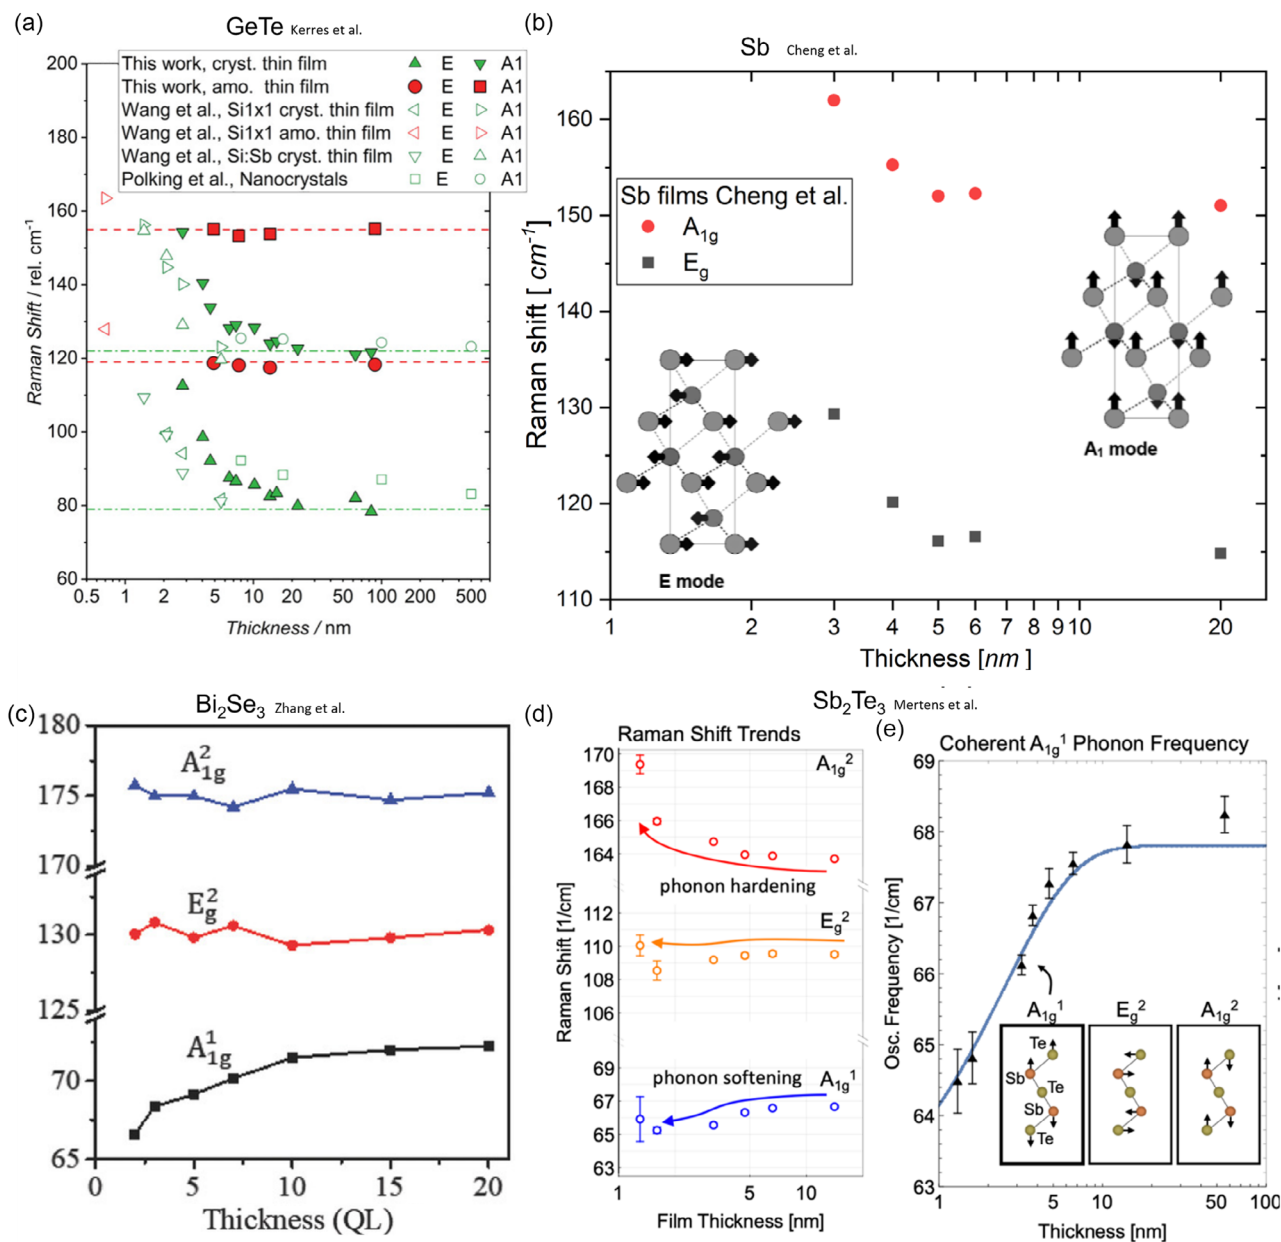 (a)
GeTe Kerres et al.
This work, cryst. thin film E A1
This work, amo. thin film E A1
Wang et al., Si1x1 cryst. thin film E A1
Wang et al., Si1x1 amo. thin film E A1
Wang et al., Si:Sb cryst. thin film E A1
Polking et al., Nanocrystals E A1
Raman Shift / rel. cm⁻¹
200
180
160
140
120
100
80
60
0.5 1 2 5 10 20 50 100 500
Thickness / nm
(b)
Sb Cheng et al.
Raman shift [ cm⁻¹]
160
150
140
130
120
110
Sb films Cheng et al.
A1g
Eg
E mode
A₁ mode
1 2 3 4 5 6 7 8 9 10 20
Thickness [nm ]
(c)
Bi2Se3 Zhang et al.
180
175
170
130
125
70
65
A²1g
E²g
A¹1g
0 5 10 15 20
Thickness (QL)
(d)
Sb2Te3 Mertens et al.
Raman Shift Trends
Raman Shift [1/cm]
170
168
166
164
112
110
108
106
69
67
65
63
A1g²
phonon hardening
Eg²
phonon softening A1g¹
1 5 10
Film Thickness [nm]
(e)
Coherent A1g¹ Phonon Frequency
Osc. Frequency [1/cm]
69
68
67
66
65
64
63
A1g¹ Eg² A1g²
Te
Sb
Te
Sb
Te
1 5 10 50 100
Thickness [nm]